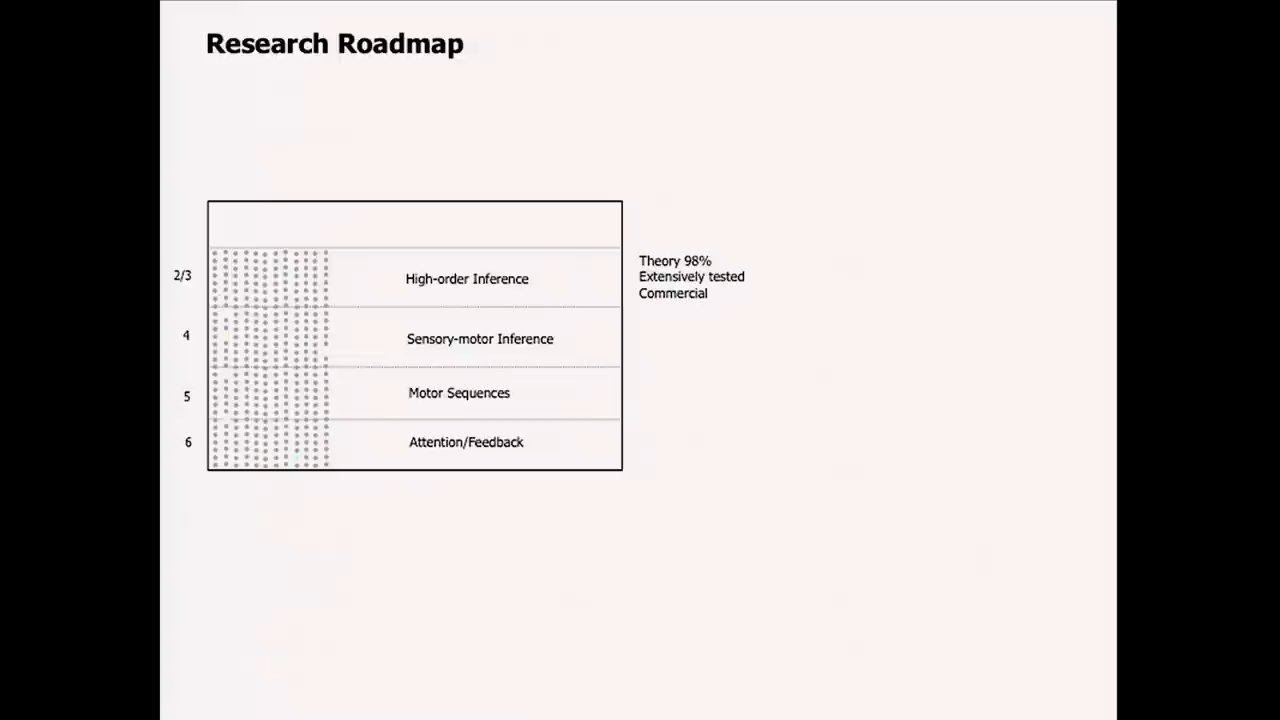 Research Roadmap
2/3
High-order Inference
Theory 98%
Extensively tested
Commercial
4
Sensory-motor Inference
5
Motor Sequences
6
Attention/Feedback